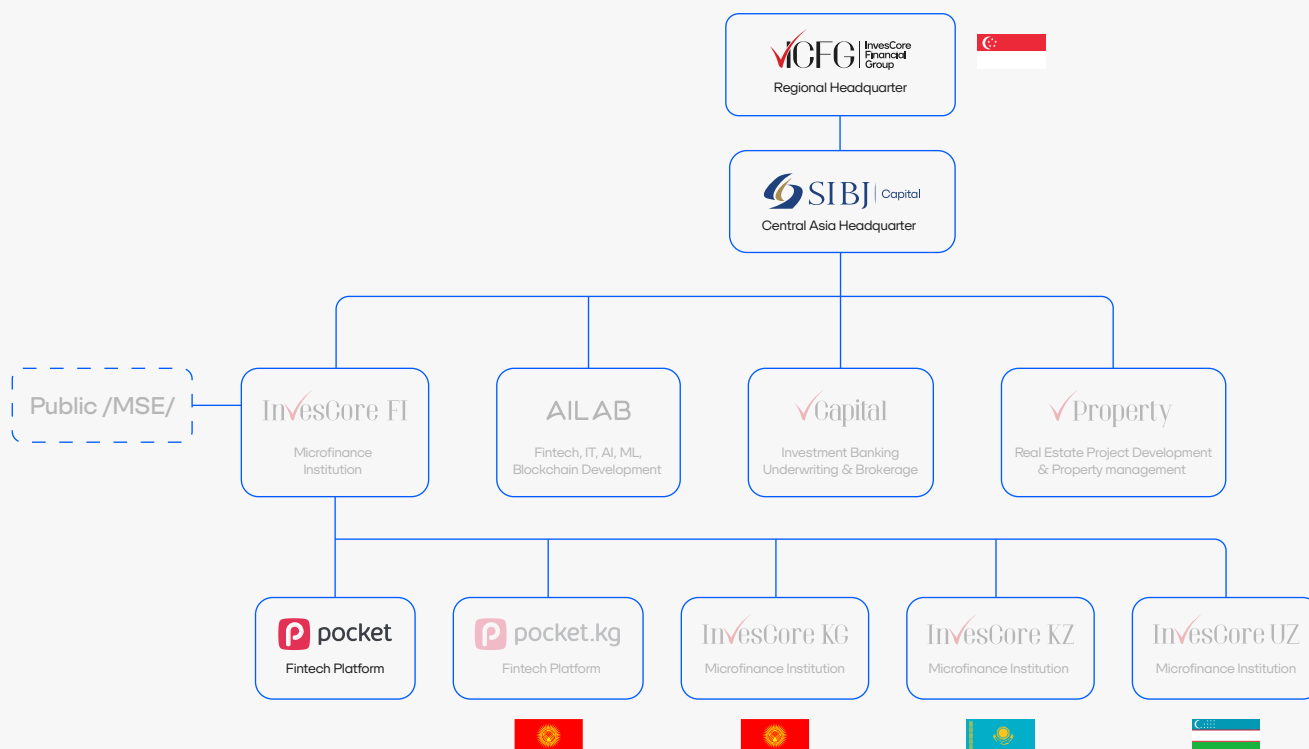 ICFG InvesCore
Financial
Group
Regional Headquarter
SIBJ Capital
Central Asia Headquarter
Public /MSE/
InvesCore FI
Microfinance
Institution
AILAB
Fintech, IT, AI, ML,
Blockchain Development
Capital
Investment Banking
Underwriting & Brokerage
Property
Real Estate Project Development
& Property management
pocket
Fintech Platform
pocket.kg
Fintech Platform
InvesCore KG
Microfinance Institution
InvesCore KZ
Microfinance Institution
InvesCore UZ
Microfinance Institution